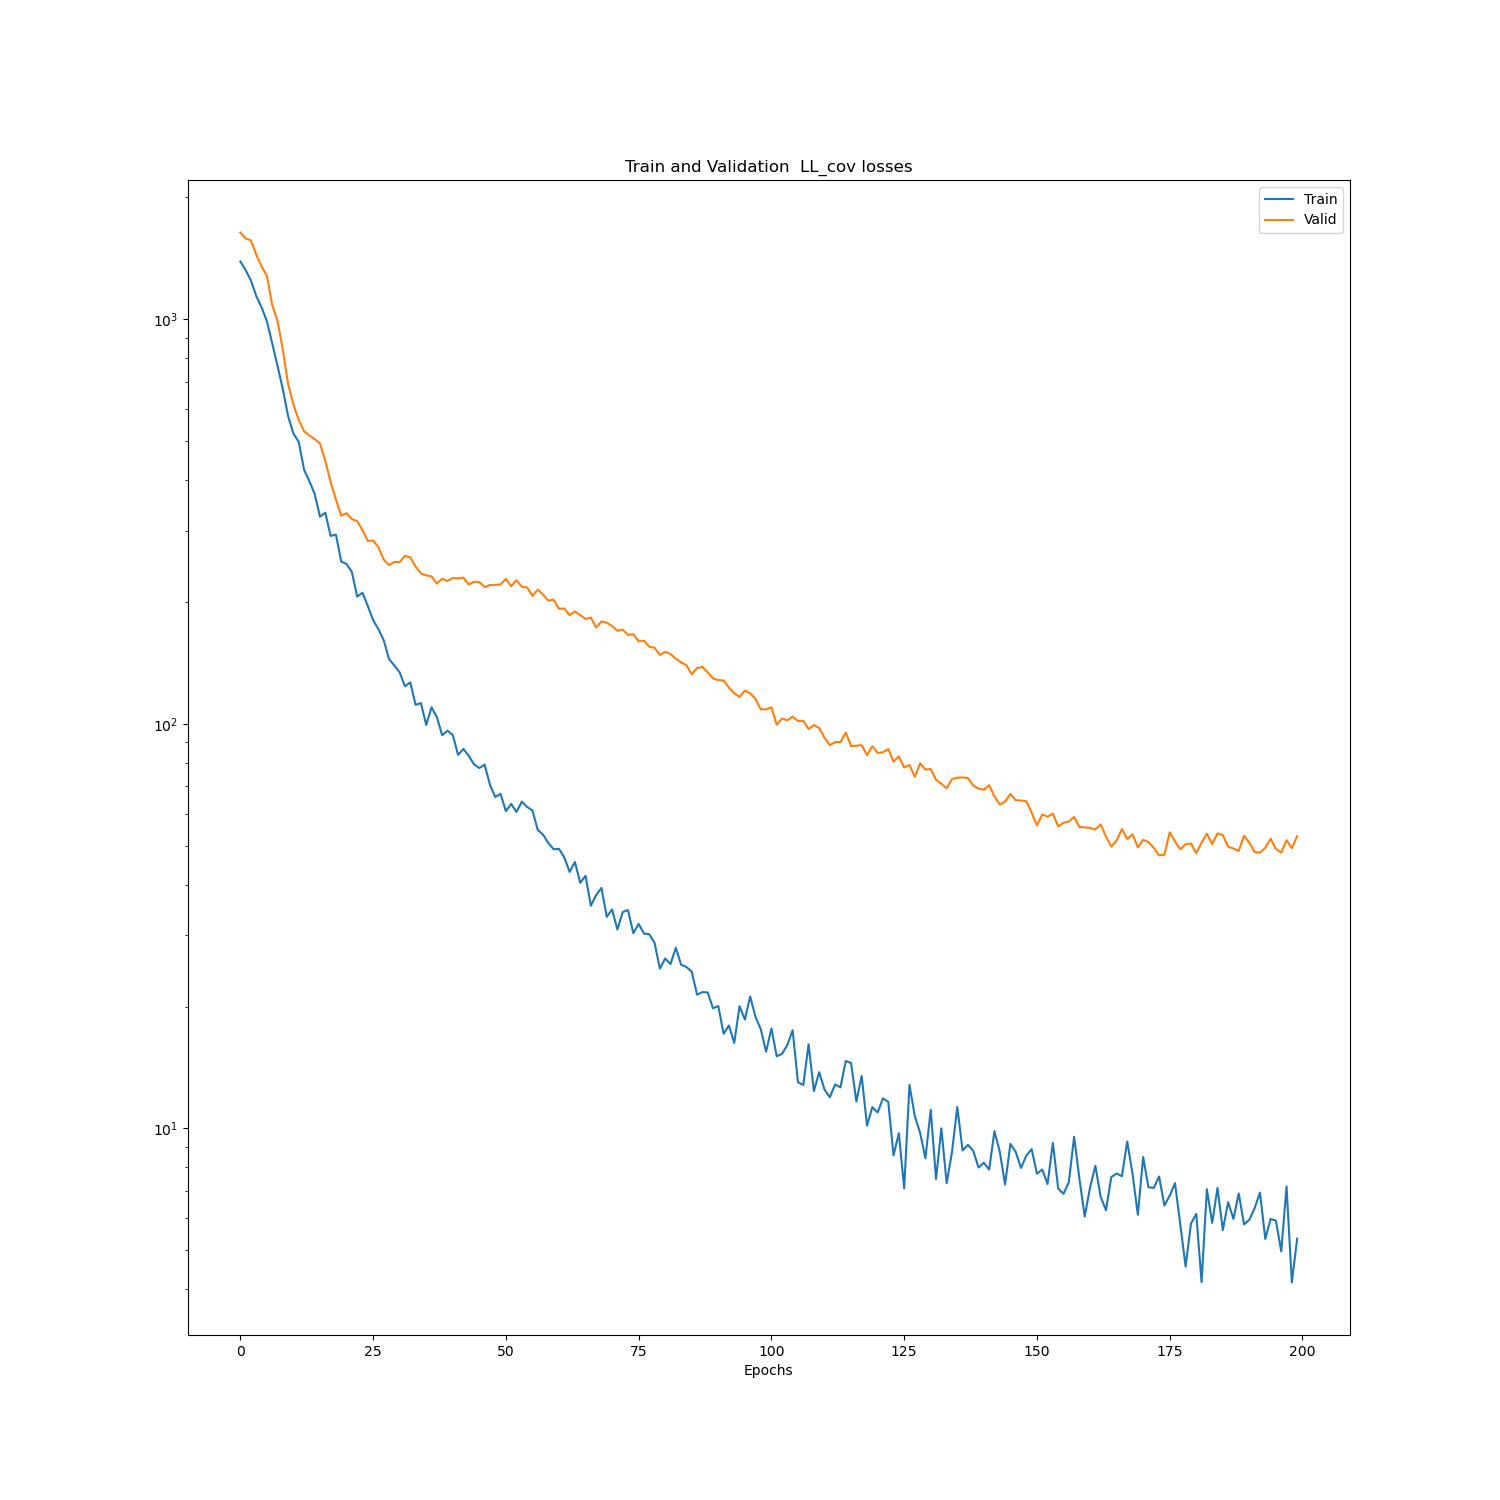 Train and Validation  LL_cov losses
Train
Valid
10³
10²
10¹
0 25 50 75 100 125 150 175 200
Epochs